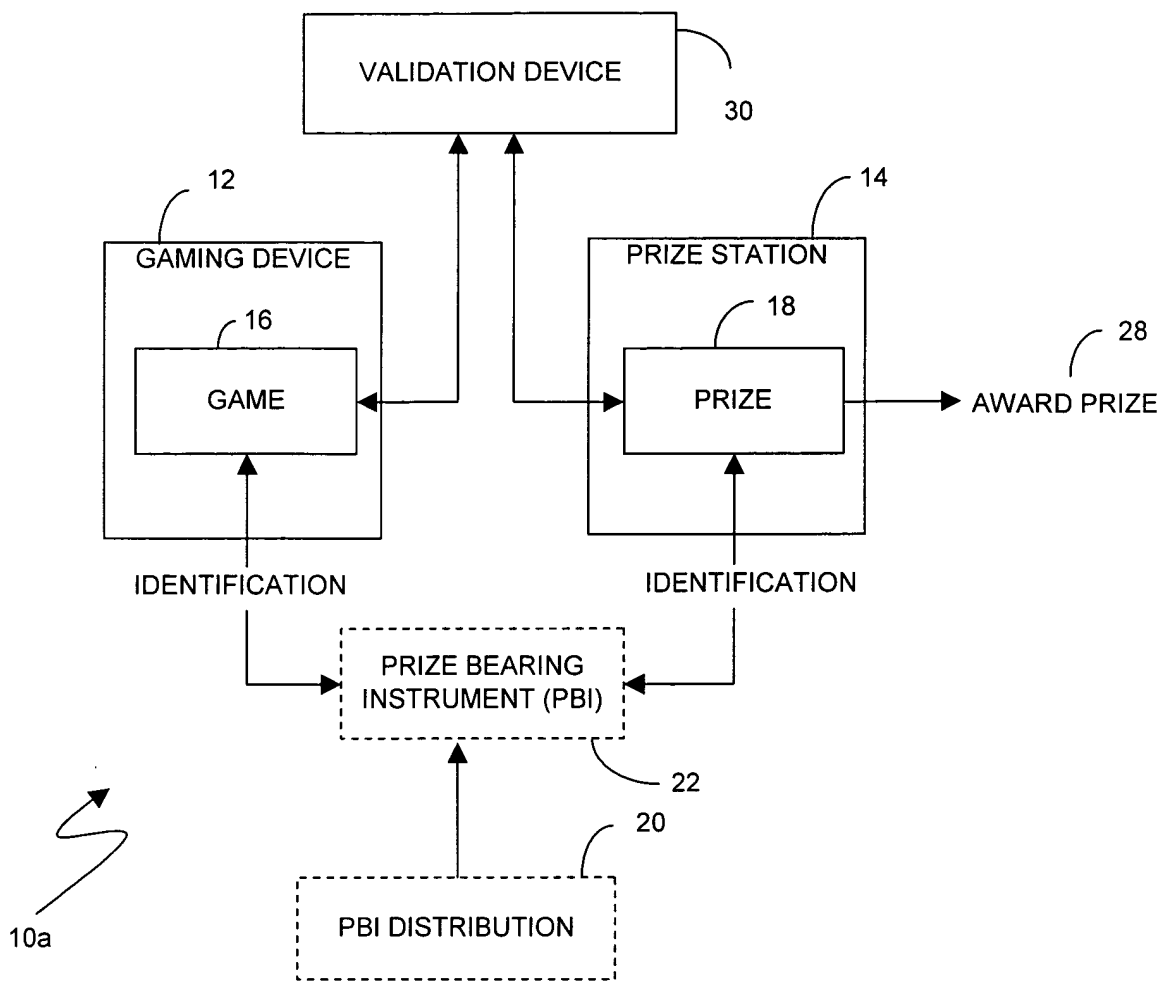 VALIDATION DEVICE
30
12
14
GAMING DEVICE
PRIZE STATION
16
18
28
GAME
PRIZE
AWARD PRIZE
IDENTIFICATION
IDENTIFICATION
PRIZE BEARING
INSTRUMENT (PBI)
22
20
PBI DISTRIBUTION
10a